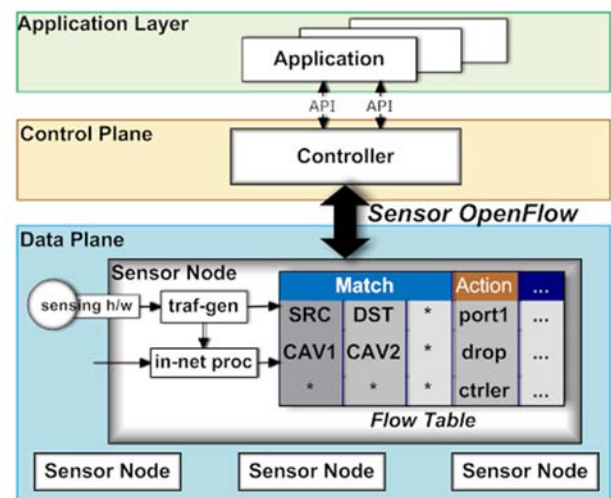 Application Layer
Application
API API
Control Plane
Controller
Sensor OpenFlow
Data Plane
Sensor Node
sensing h/w
traf-gen
in-net proc
Match Action ...
SRC DST * port1 ...
CAV1 CAV2 * drop ...
* * * ctrler ...
Flow Table
Sensor Node Sensor Node Sensor Node